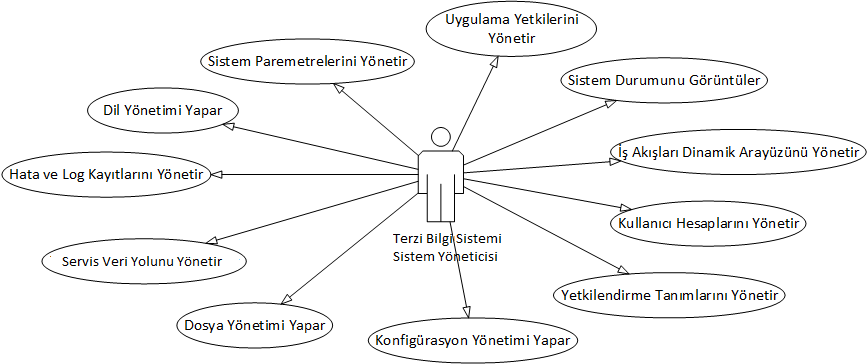 Uygulama Yetkilerini
Yönetir
Sistem Paremetrelerini Yönetir
Sistem Durumunu Görüntüler
Dil Yönetimi Yapar
İş Akışları Dinamik Arayüzünü Yönetir
Hata ve Log Kayıtlarını Yönetir
Kullanıcı Hesaplarını Yönetir
Terzi Bilgi Sistemi
Sistem Yöneticisi
Servis Veri Yolunu Yönetir
Yetkilendirme Tanımlarını Yönetir
Dosya Yönetimi Yapar
Konfigürasyon Yönetimi Yapar